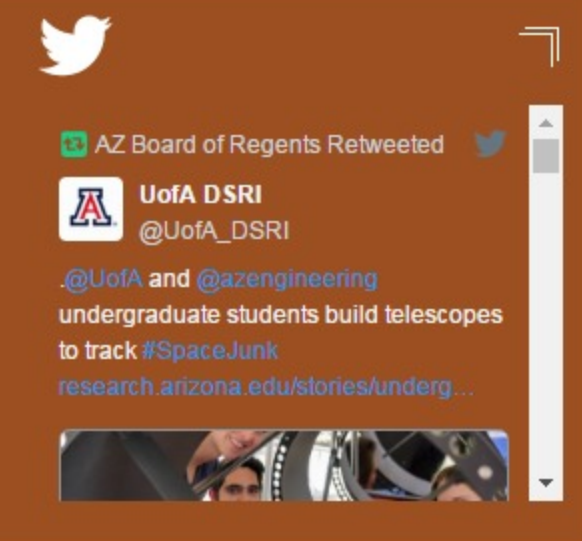 AZ Board of Regents Retweeted
UofA DSRI
@UofA_DSRI
.@UofA and @azengineering
undergraduate students build telescopes
to track #SpaceJunk
research.arizona.edu/stories/underg...